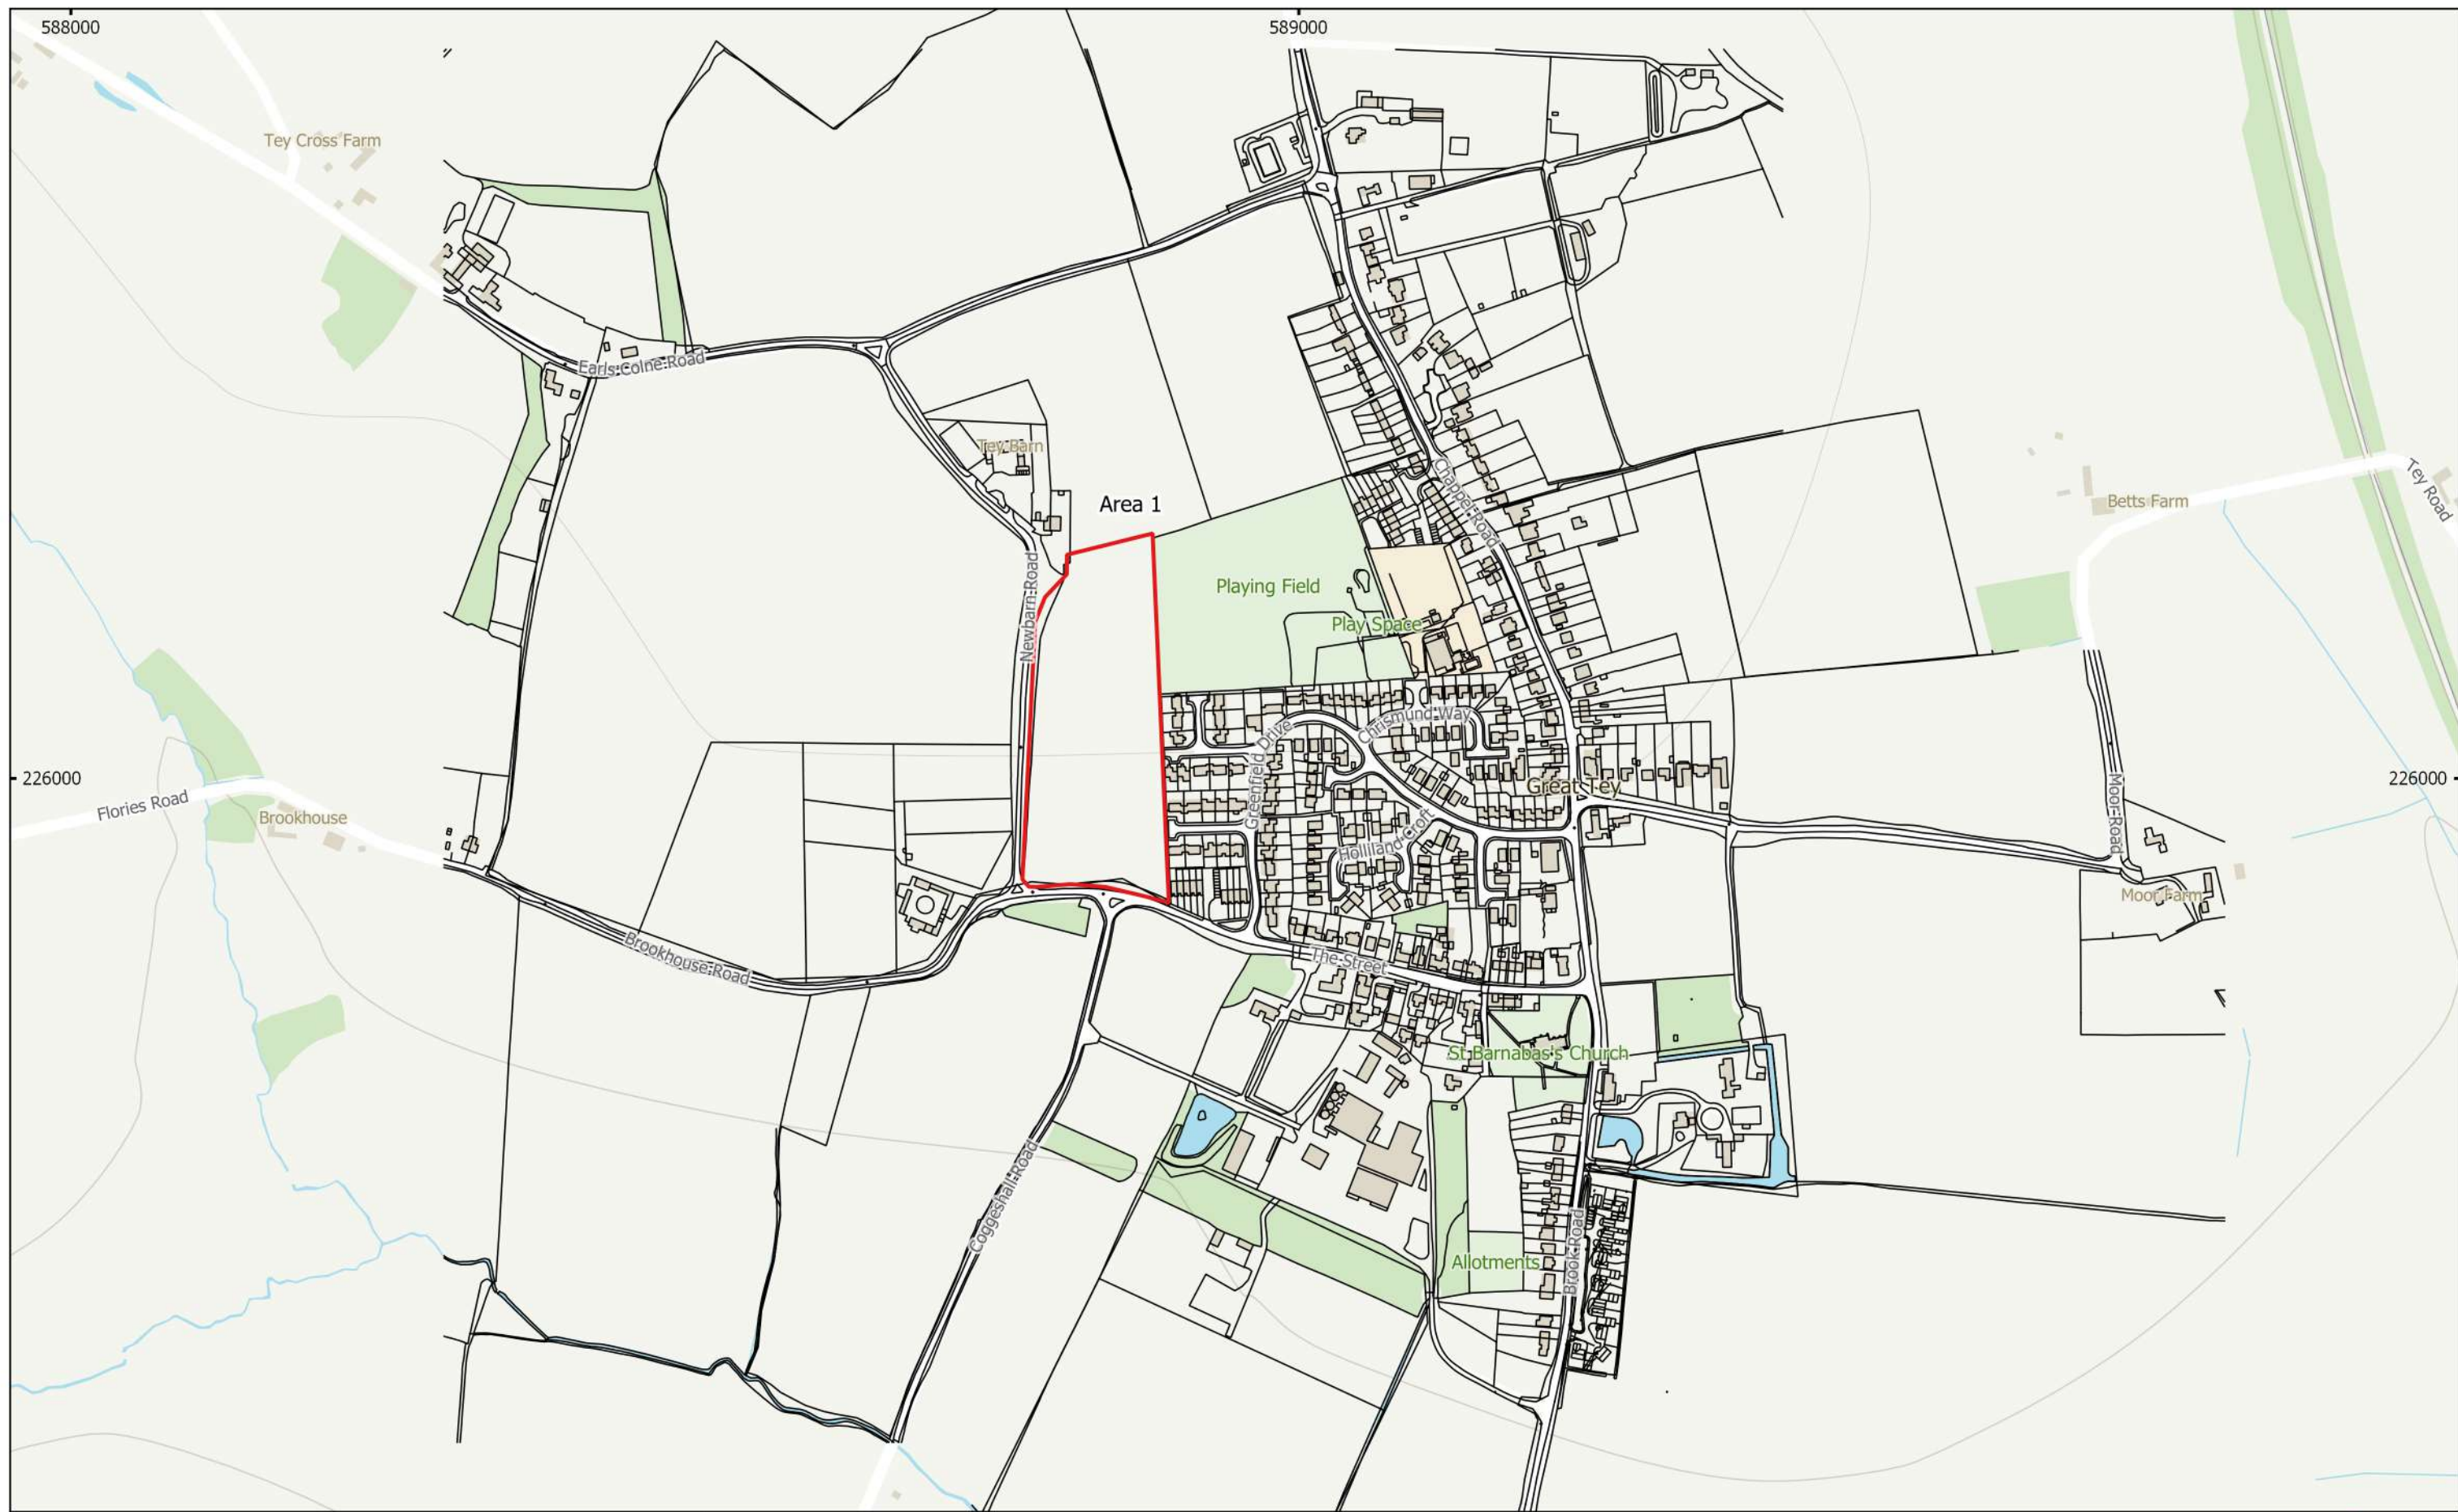 588000
589000
Tey Cross Farm
Earls Colne Road
Tey Barn
Area 1
Chappel Road
Betts Farm
Tey Road
Newbarn Road
Playing Field
Play Space
Chrismund Way
Greenfield Drive
226000
226000
Great Tey
Flories Road
Brookhouse
Holliland Croft
Moor Road
Moor Farm
Brookhouse Road
The Street
St Barnabas's Church
Coggeshall Road
Allotments
Brook Road